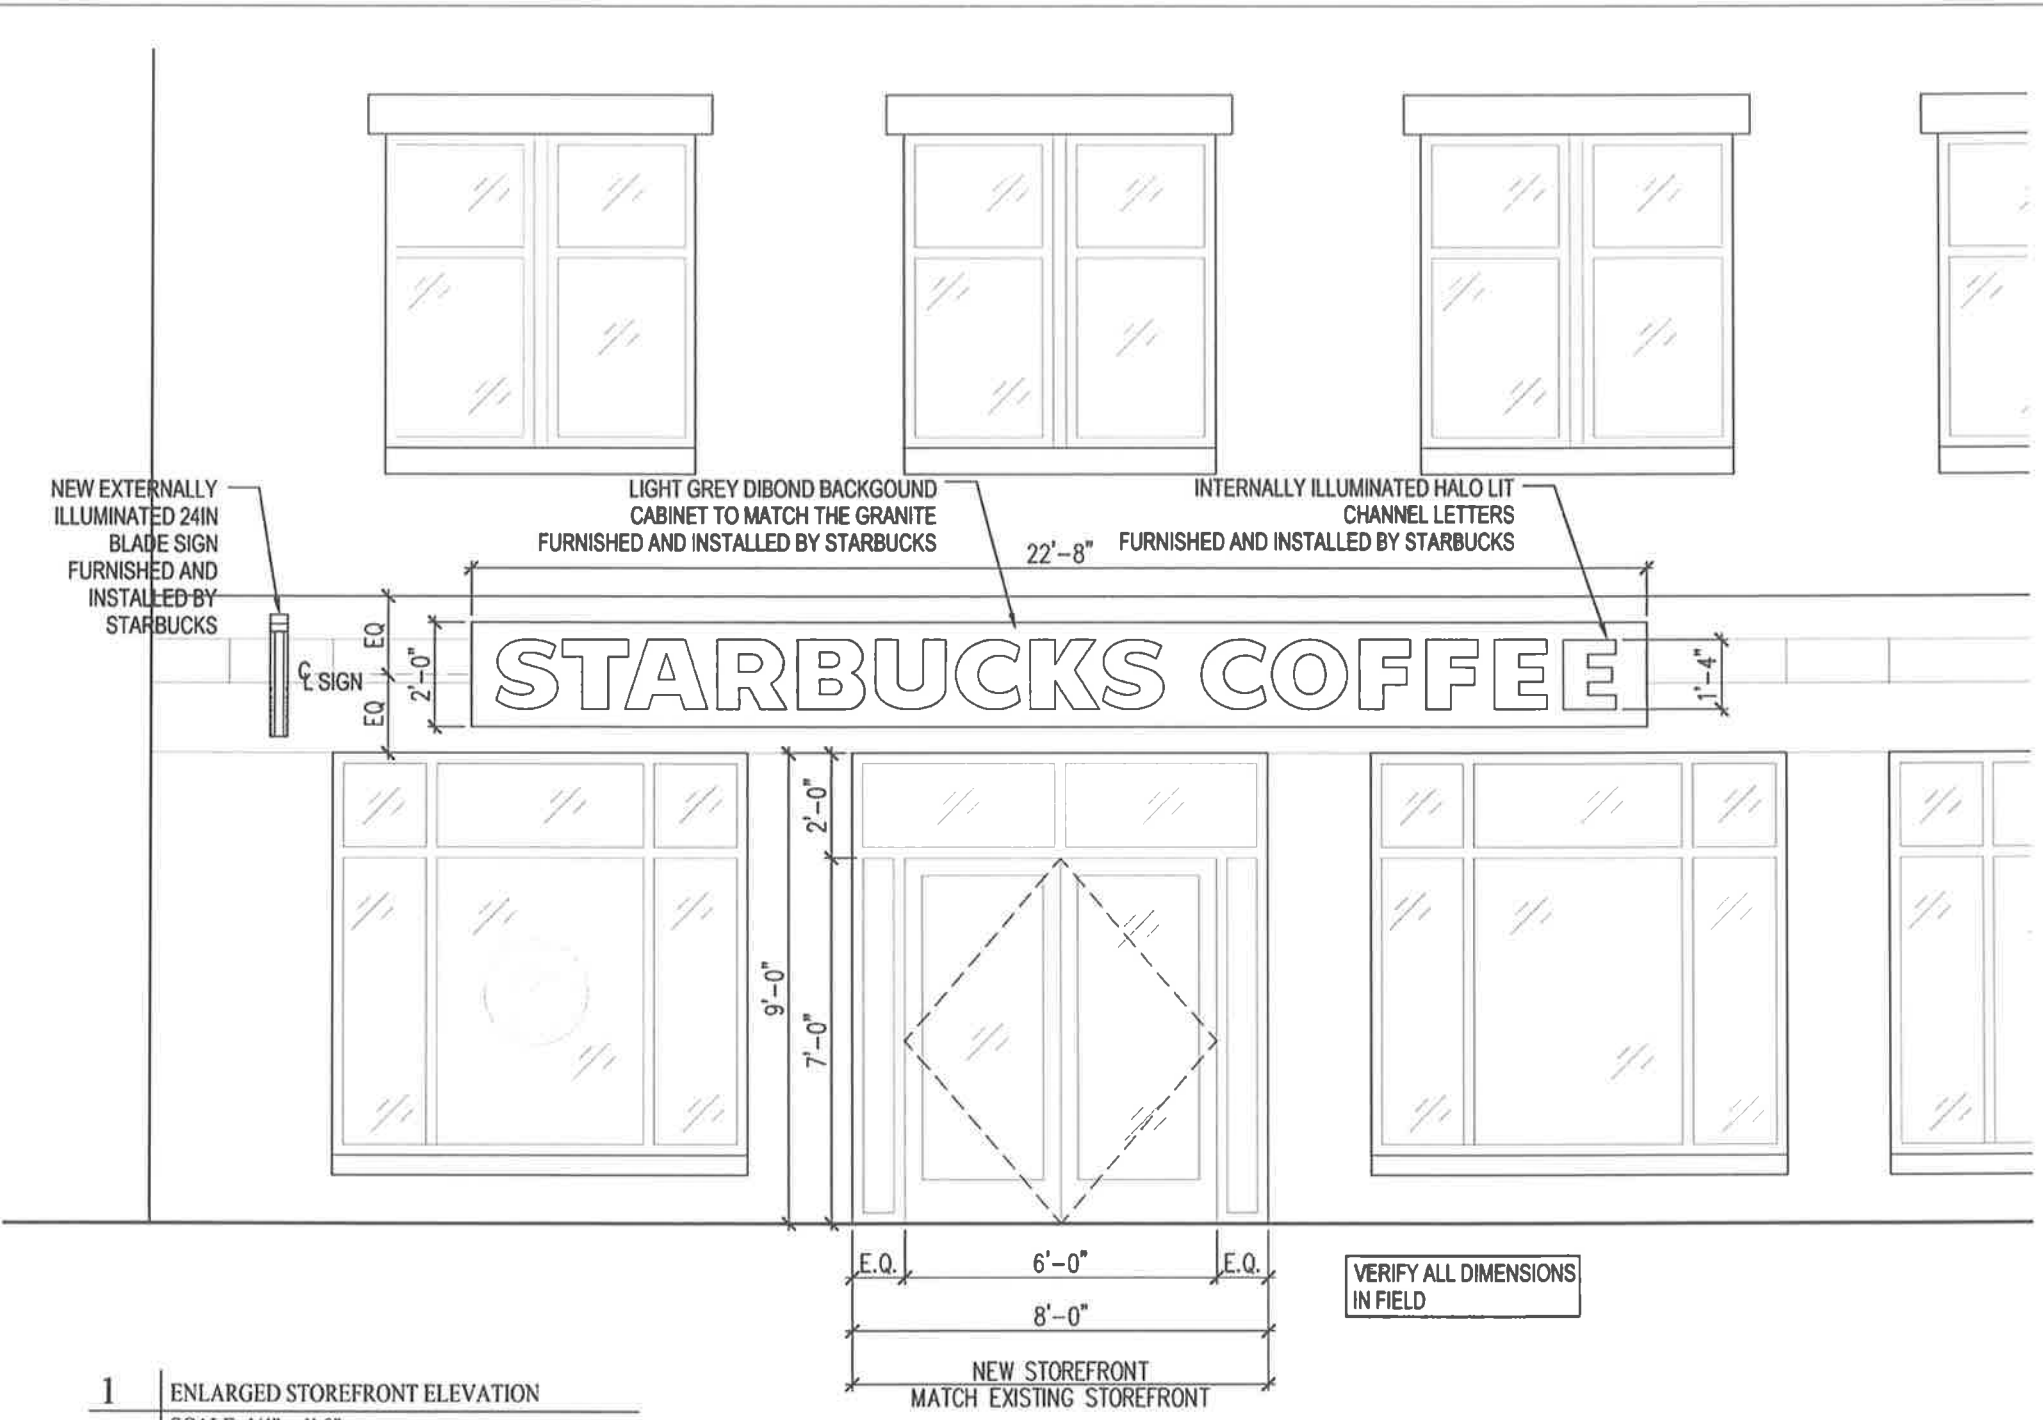 NEW EXTERNALLY
ILLUMINATED 24IN
BLADE SIGN
FURNISHED AND
INSTALLED BY
STARBUCKS
LIGHT GREY DIBOND BACKGOUND
CABINET TO MATCH THE GRANITE
FURNISHED AND INSTALLED BY STARBUCKS
INTERNALLY ILLUMINATED HALO LIT
CHANNEL LETTERS
FURNISHED AND INSTALLED BY STARBUCKS
22'-8"
EQ
EQ
℄ SIGN
2'-0"
STARBUCKS COFFEE
1'-4"
2'-0"
9'-0"
7'-0"
E.Q.
6'-0"
E.Q.
8'-0"
NEW STOREFRONT
MATCH EXISTING STOREFRONT
VERIFY ALL DIMENSIONS
IN FIELD
1
ENLARGED STOREFRONT ELEVATION